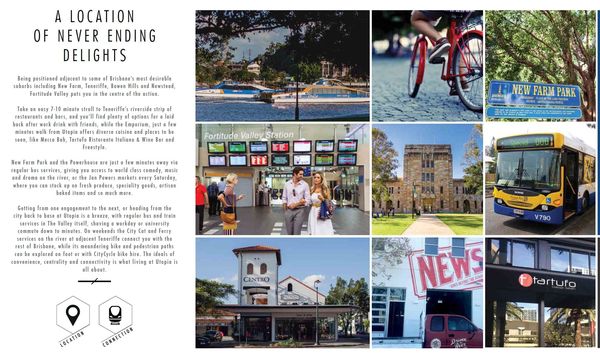 A LOCATION
OF NEVER ENDING
DELIGHTS
Being positioned adjacent to some of Brisbane's most desirable
suburbs including New Farm, Teneriffe, Bowen Hills and Newstead,
Fortitude Valley puts you in the centre of the action.
Take an easy 7-10 minute stroll to Teneriffe's riverside strip of
restaurants and bars, and you'll find plenty of options for a laid
back after work drink with friends, while the Emporium, just a few
minutes walk from Utopia offers diverse cuisine and places to be
seen, like Mecca Bah, Tartufo Ristorante Italiano & Wine Bar and
Freestyle.
New Farm Park and the Powerhouse are just a few minutes away via
regular bus services, giving you access to world class comedy, music
and drama on the river, or the Jan Powers markets every Saturday,
where you can stock up on fresh produce, speciality goods, artisan
baked items and so much more.
Getting from one engagement to the next, or heading from the
city back to base at Utopia is a breeze, with regular bus and train
services in The Valley itself, shaving a workday or university
commute down to minutes. On weekends the City Cat and Ferry
services on the river at adjacent Teneriffe connect you with the
rest of Brisbane, while its meandering bike and pedestrian paths
can be explored on foot or with CityCycle bike hire. The ideals of
convenience, centrality and connectivity is what living at Utopia is
all about.
LOCATION
CONNECTION
NEW FARM PARK
Fortitude Valley Station
V790
CENTRO
NEWS
tartufo